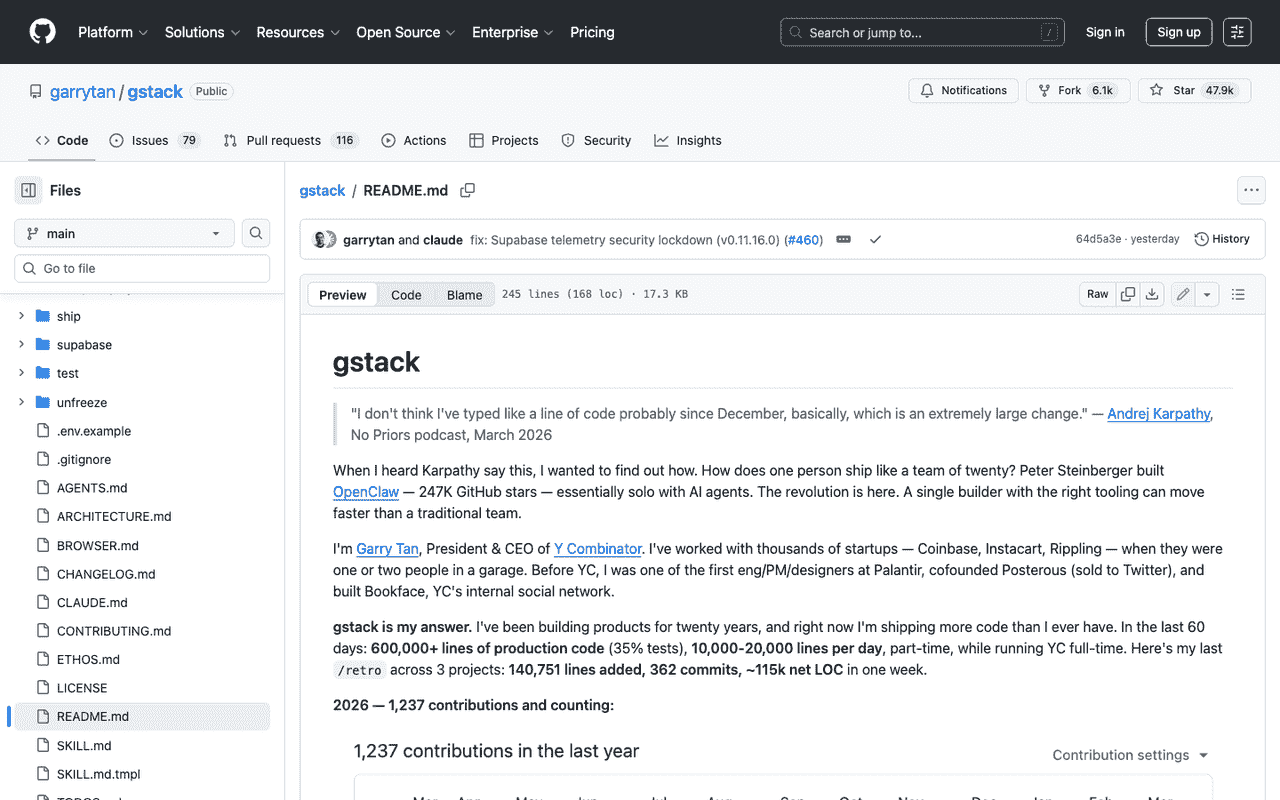 Platform Solutions Resources Open Source Enterprise Pricing Search or jump to... / Sign in Sign up
garrytan / gstack Public Notifications Fork 6.1k Star 47.9k
Code Issues 79 Pull requests 116 Actions Projects Security Insights
Files
main
Go to file
ship
supabase
test
unfreeze
.env.example
.gitignore
AGENTS.md
ARCHITECTURE.md
BROWSER.md
CHANGELOG.md
CLAUDE.md
CONTRIBUTING.md
ETHOS.md
LICENSE
README.md
SKILL.md
SKILL.md.tmpl
gstack / README.md
garrytan and claude fix: Supabase telemetry security lockdown (v0.11.16.0) (#460) 64d5a3e · yesterday History
Preview Code Blame 245 lines (168 loc) · 17.3 KB Raw
gstack
"I don't think I've typed like a line of code probably since December, basically, which is an extremely large change." — Andrej Karpathy,
No Priors podcast, March 2026
When I heard Karpathy say this, I wanted to find out how. How does one person ship like a team of twenty? Peter Steinberger built
OpenClaw — 247K GitHub stars — essentially solo with AI agents. The revolution is here. A single builder with the right tooling can move
faster than a traditional team.
I'm Garry Tan, President & CEO of Y Combinator. I've worked with thousands of startups — Coinbase, Instacart, Rippling — when they were
one or two people in a garage. Before YC, I was one of the first eng/PM/designers at Palantir, cofounded Posterous (sold to Twitter), and
built Bookface, YC's internal social network.
gstack is my answer. I've been building products for twenty years, and right now I'm shipping more code than I ever have. In the last 60
days: 600,000+ lines of production code (35% tests), 10,000-20,000 lines per day, part-time, while running YC full-time. Here's my last
/retro across 3 projects: 140,751 lines added, 362 commits, ~115k net LOC in one week.
2026 — 1,237 contributions and counting:
1,237 contributions in the last year Contribution settings